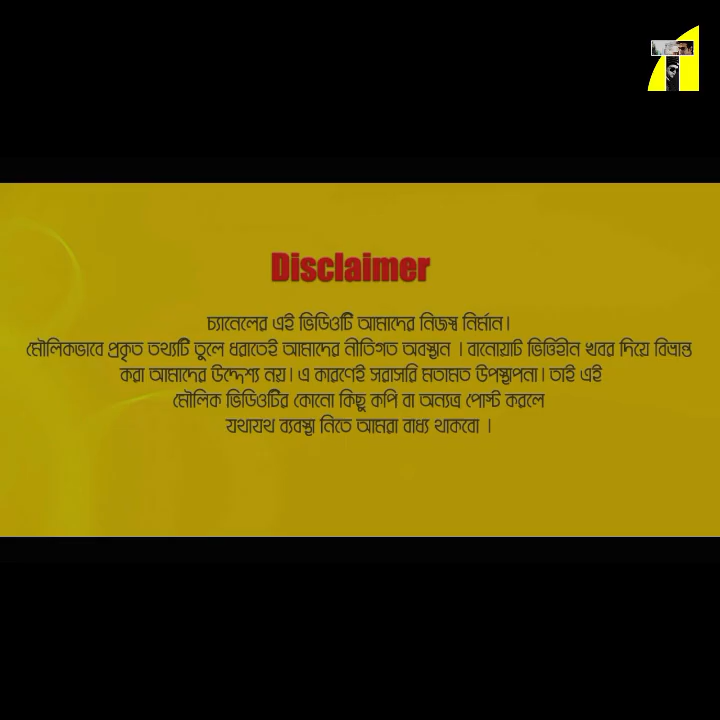 Disclaimer
চ্যানেলের এই ভিডিওটি আমাদের নিজস্ব নির্মান।
মৌলিকভাবে প্রকৃত তথ্যটি তুলে ধরাতেই আমাদের নীতিগত অবস্থান । বানোয়াট ভিত্তিহীন খবর দিয়ে বিভ্রান্ত
করা আমাদের উদ্দেশ্য নয়। এ কারণেই সরাসরি মতামত উপস্থাপনা। তাই এই
মৌলিক ভিডিওটির কোনো কিছু কপি বা অন্যত্র পোস্ট করলে
যথাযথ ব্যবস্থা নিতে আমরা বাধ্য থাকবো ।